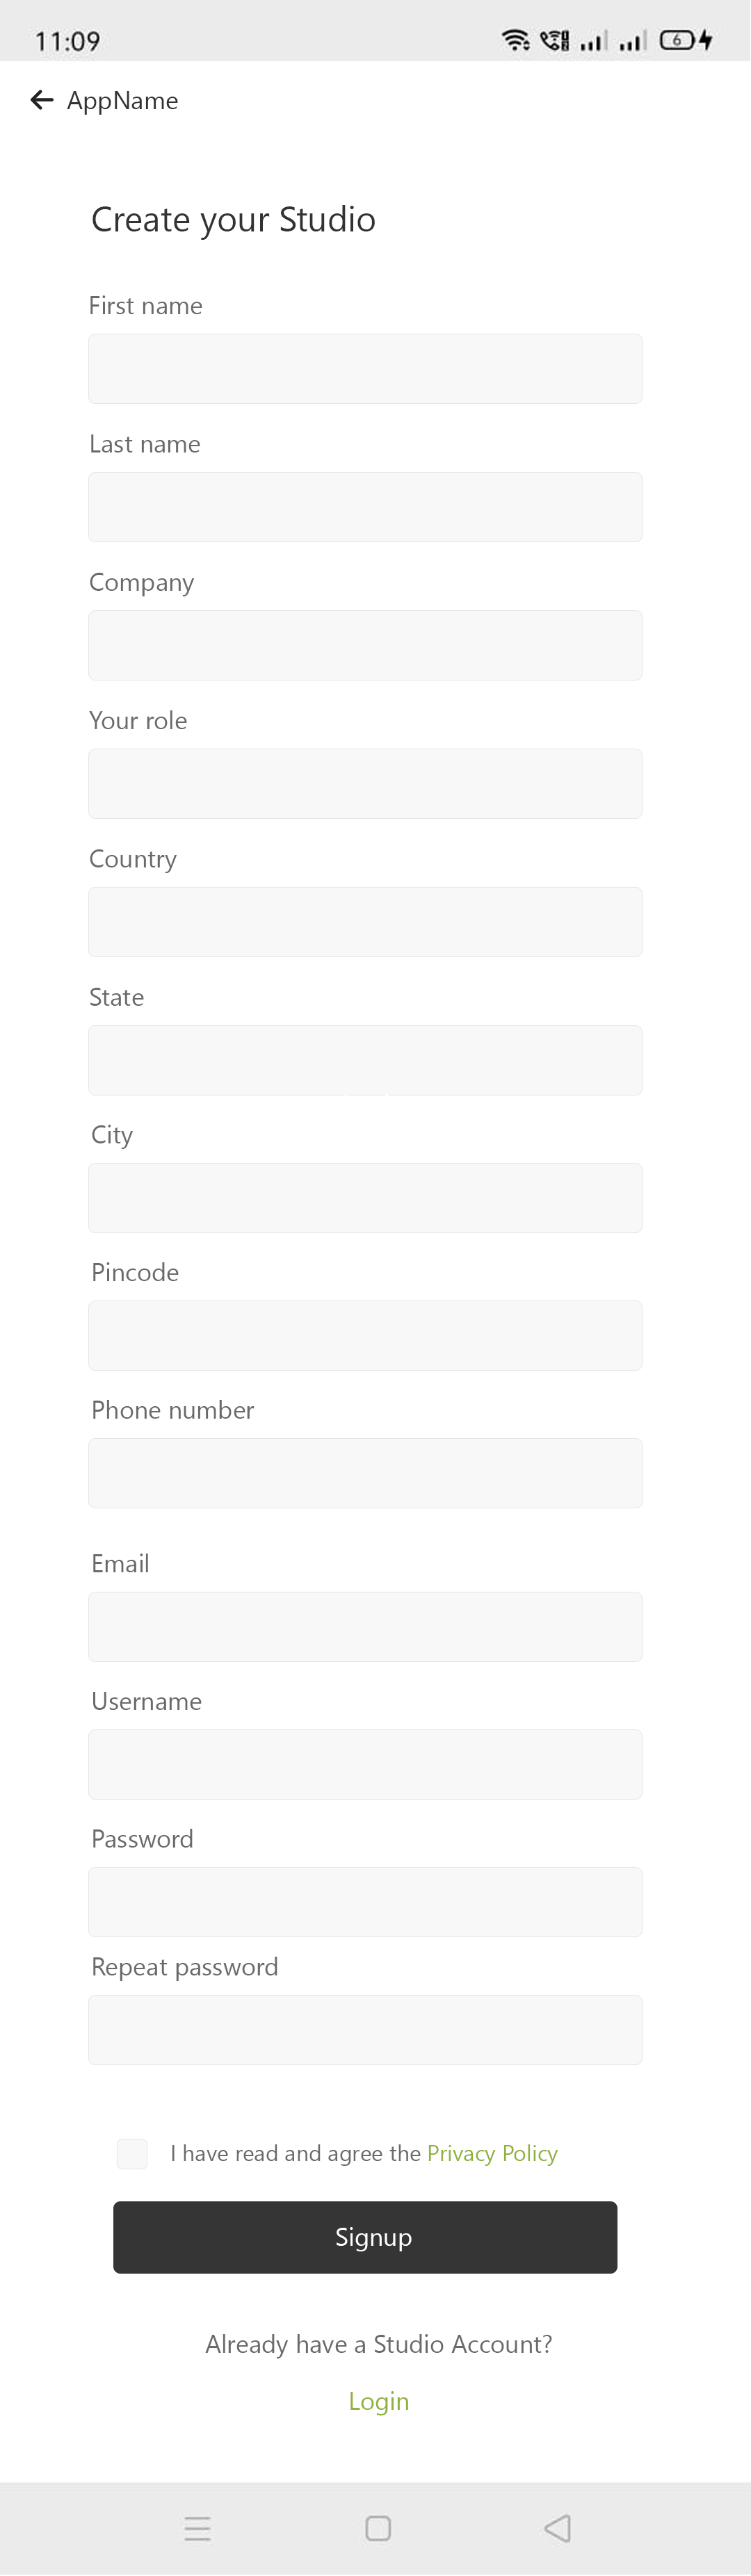 11:09
6
AppName
Create your Studio
First name
Last name
Company
Your role
Country
State
City
Pincode
Phone number
Email
Username
Password
Repeat password
I have read and agree the Privacy Policy
Signup
Already have a Studio Account?
Login